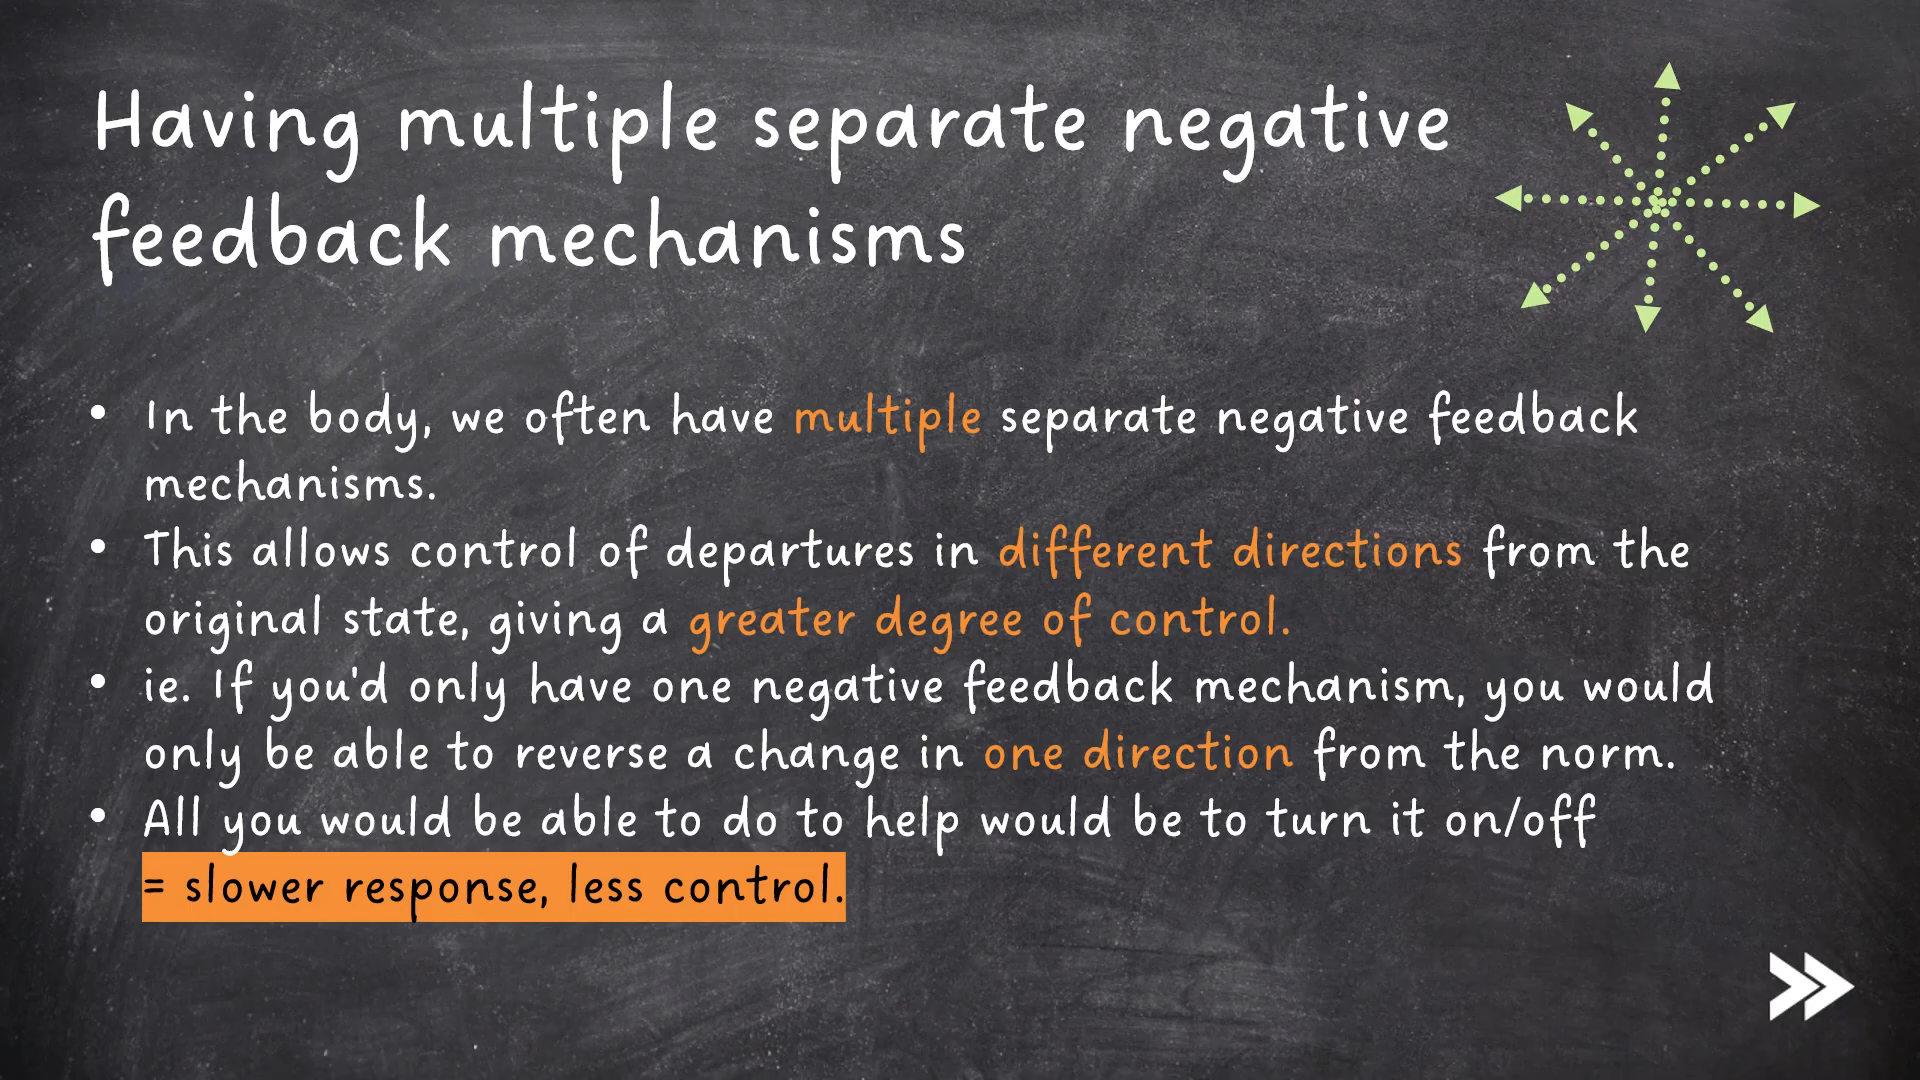 Having multiple separate negative
feedback mechanisms
• In the body, we often have multiple separate negative feedback
mechanisms.
• This allows control of departures in different directions from the
original state, giving a greater degree of control.
• ie. If you'd only have one negative feedback mechanism, you would
only be able to reverse a change in one direction from the norm.
• All you would be able to do to help would be to turn it on/off
= slower response, less control.